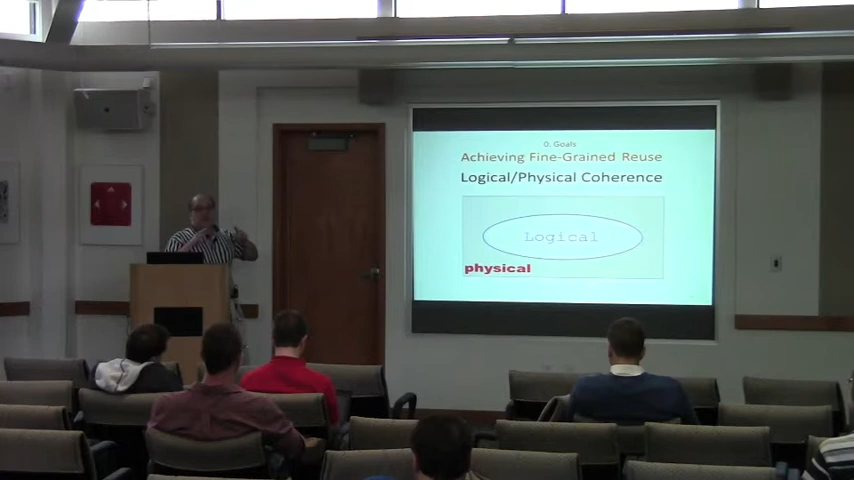 0. Goals
Achieving Fine-Grained Reuse
Logical/Physical Coherence
Logical
physical